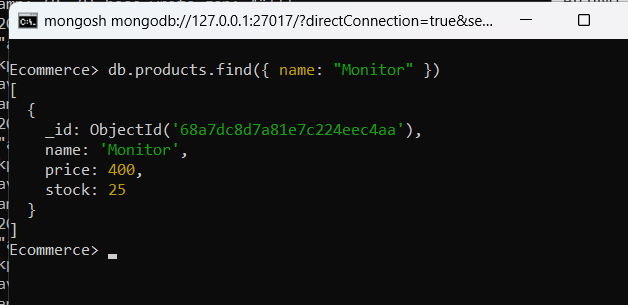 mongosh mongodb://127.0.0.1:27017/?directionConnection=true&se...
Ecommerce> db.products.find({ name: "Monitor" })
[
  {
    _id: ObjectId('68a7dc8d7a81e7c224eec4aa'),
    name: 'Monitor',
    price: 400,
    stock: 25
  }
]
Ecommerce>